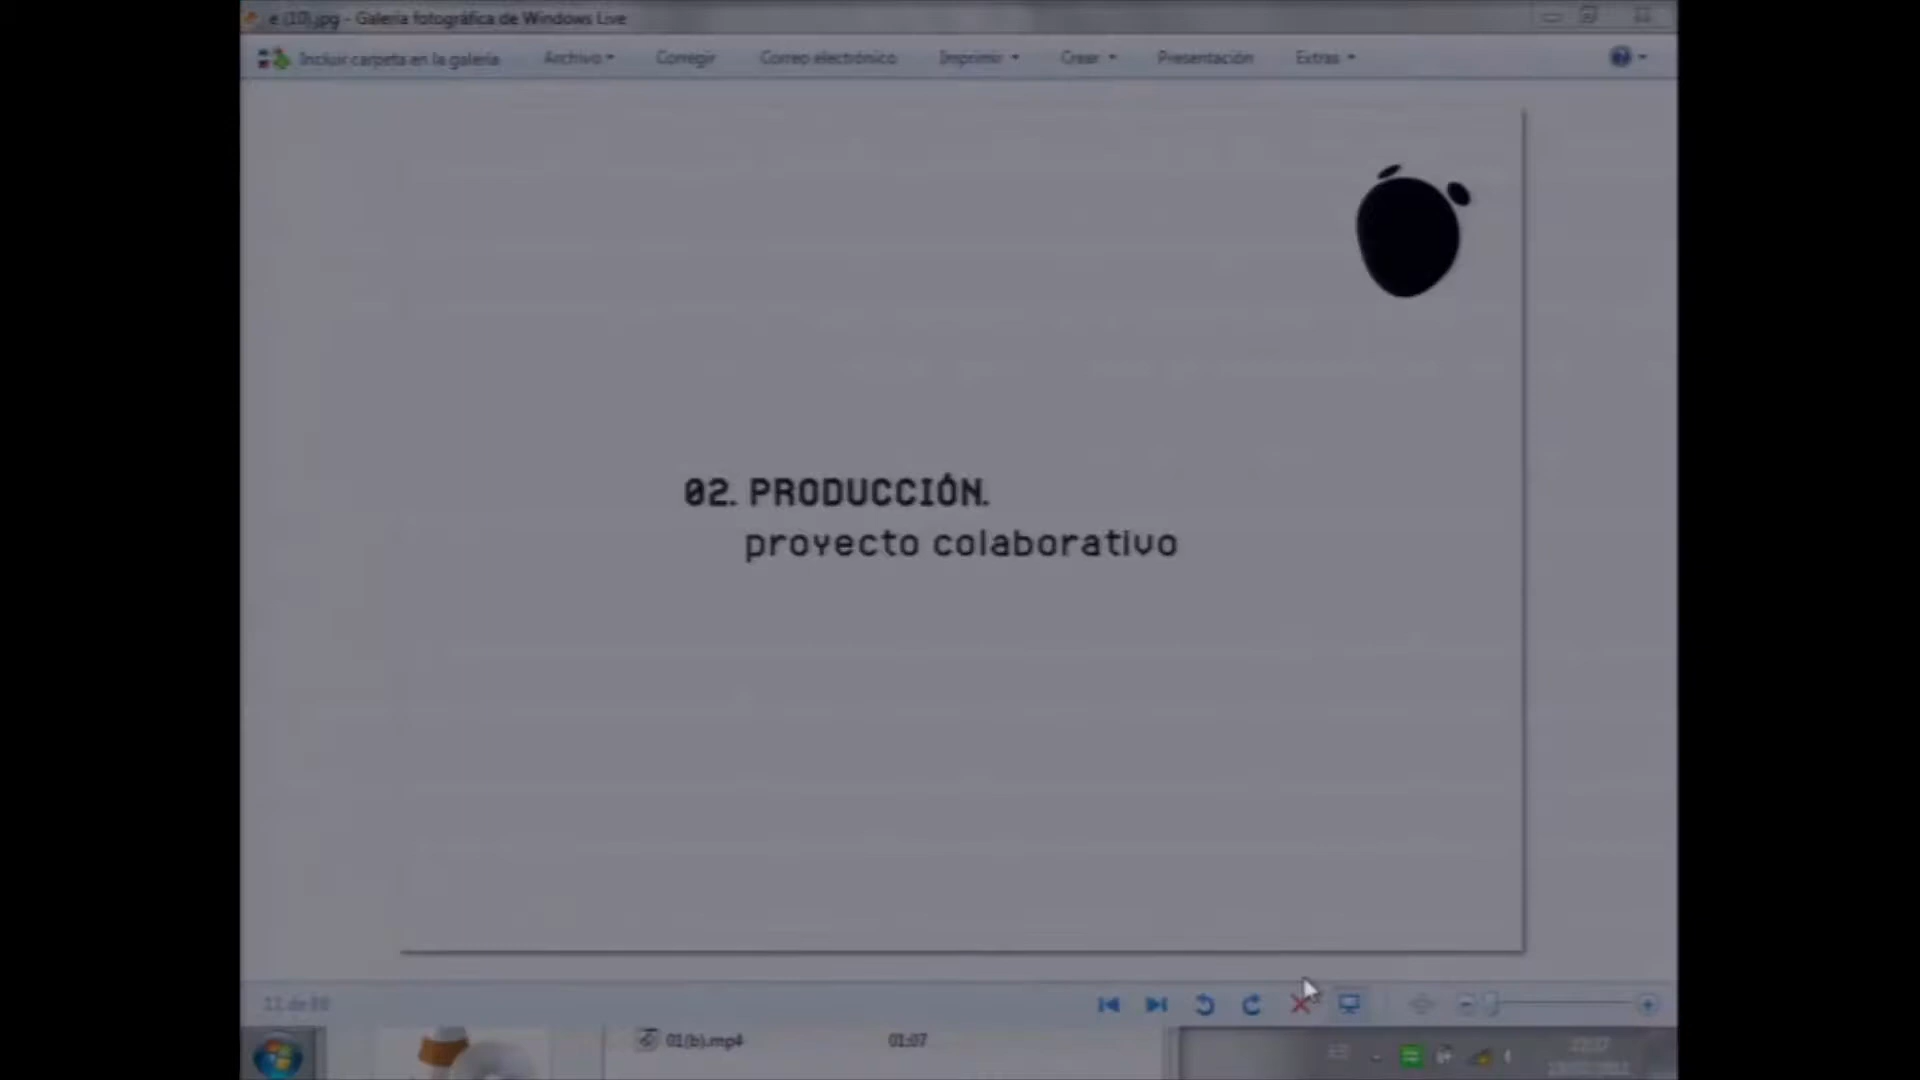 e (10).jpg - Galería fotográfica de Windows Live
Incluir carpeta en la galería Archivo Corregir Correo electrónico Imprimir Crear Presentación Extras
02. PRODUCCIÓN.
proyecto colaborativo
01(b).mp4 01:07